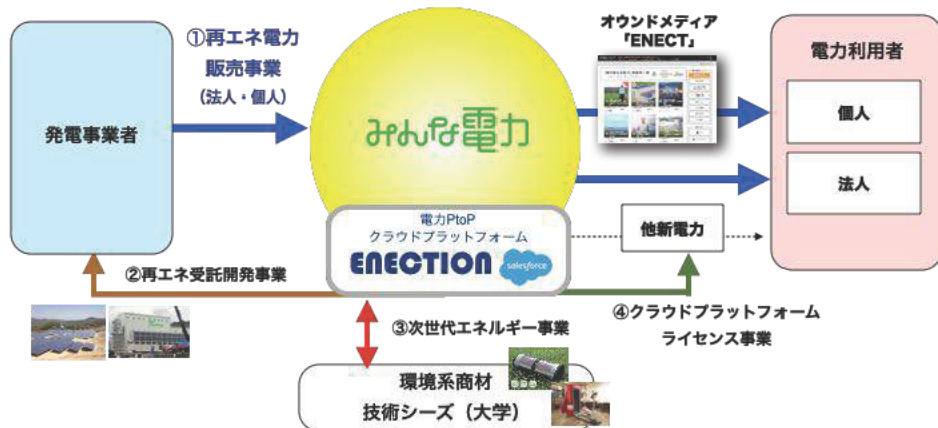 ①再エネ電力
販売事業
(法人・個人)
発電事業者
みんな電力
オウンドメディア
「ENECT」
電力利用者
個人
法人
電力PtoP
クラウドプラットフォーム
ENECTION
salesforce
他新電力
②再エネ受託開発事業
③次世代エネルギー事業
④クラウドプラットフォーム
ライセンス事業
環境系商材
技術シーズ（大学）